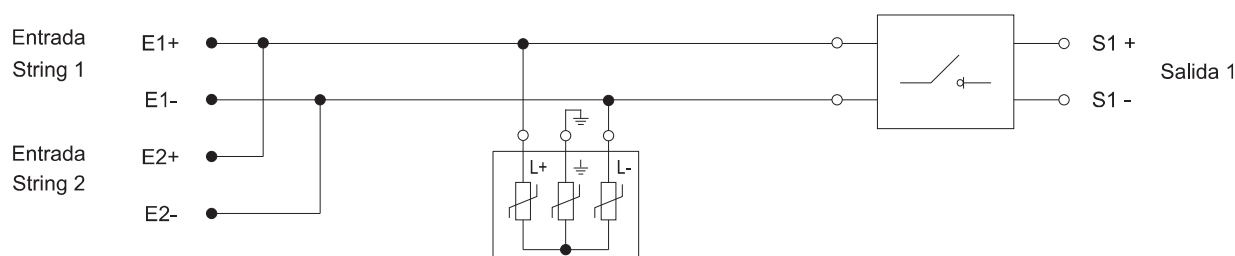 Entrada
String 1
E1+
E1-
Entrada
String 2
E2+
E2-
L+
L-
S1 +
S1 -
Salida 1